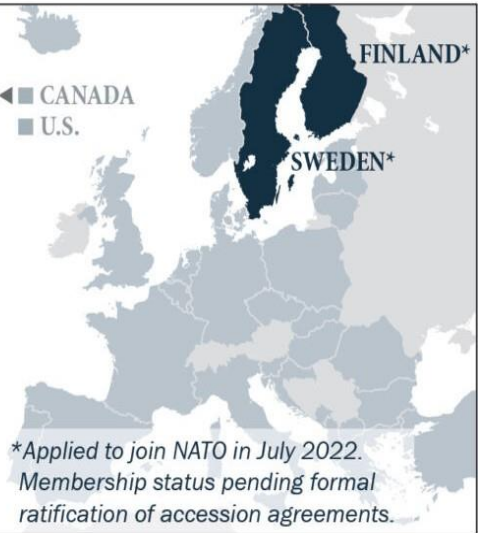 FINLAND*
CANADA
U.S.
SWEDEN*
*Applied to join NATO in July 2022.
Membership status pending formal
ratification of accession agreements.